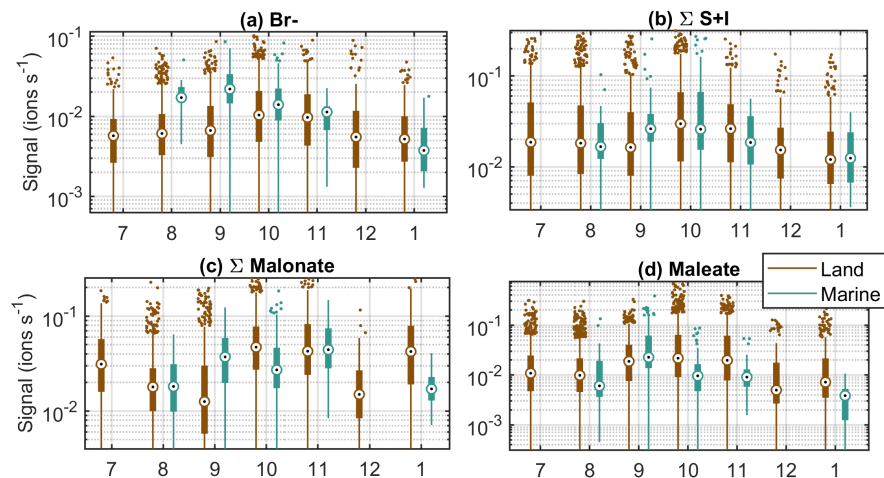 (a) Br-
(b) Σ S+I
Signal (ions s⁻¹)
10⁻¹
10⁻²
10⁻³
7 8 9 10 11 12 1
10⁻¹
10⁻²
7 8 9 10 11 12 1
(c) Σ Malonate
(d) Maleate
Land
Marine
Signal (ions s⁻¹)
10⁻¹
10⁻²
7 8 9 10 11 12 1
10⁻¹
10⁻²
10⁻³
7 8 9 10 11 12 1